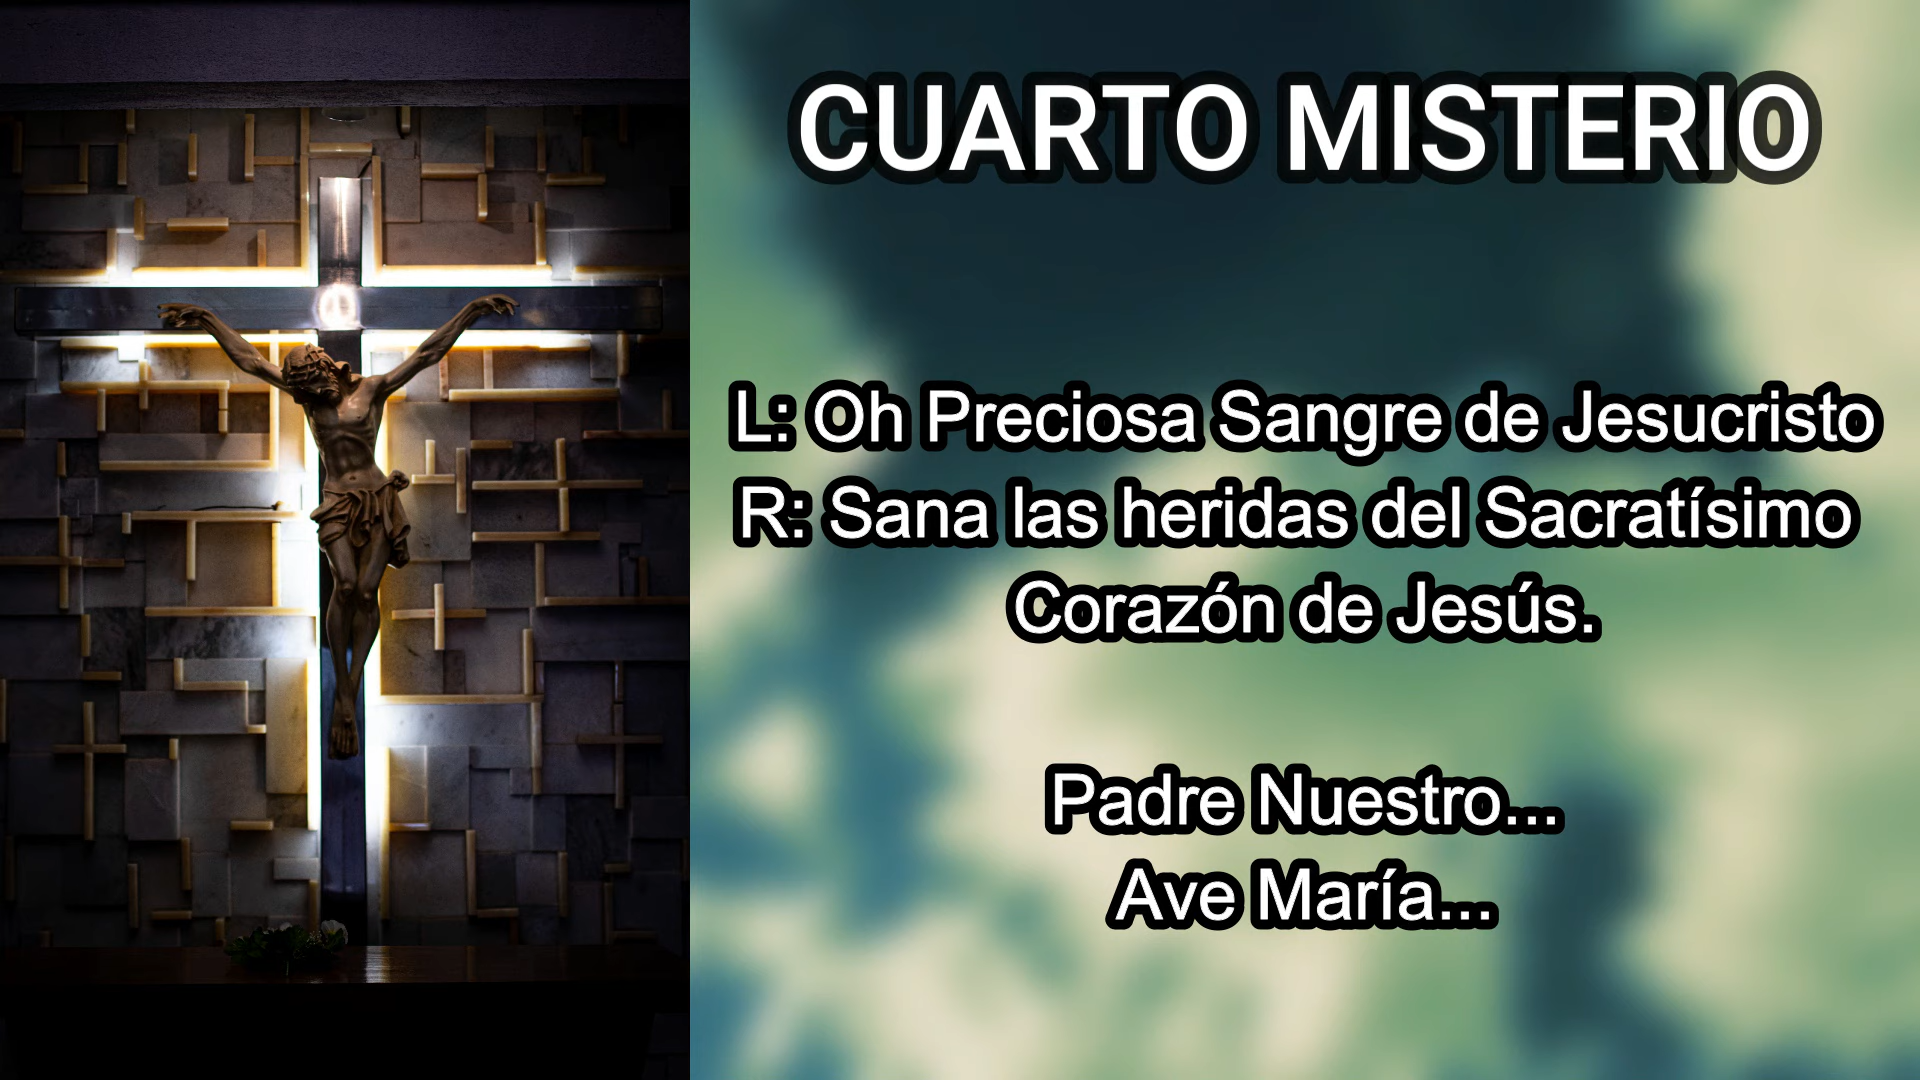 CUARTO MISTERIO
L: Oh Preciosa Sangre de Jesucristo
R: Sana las heridas del Sacratísimo
Corazón de Jesús.
Padre Nuestro...
Ave María...